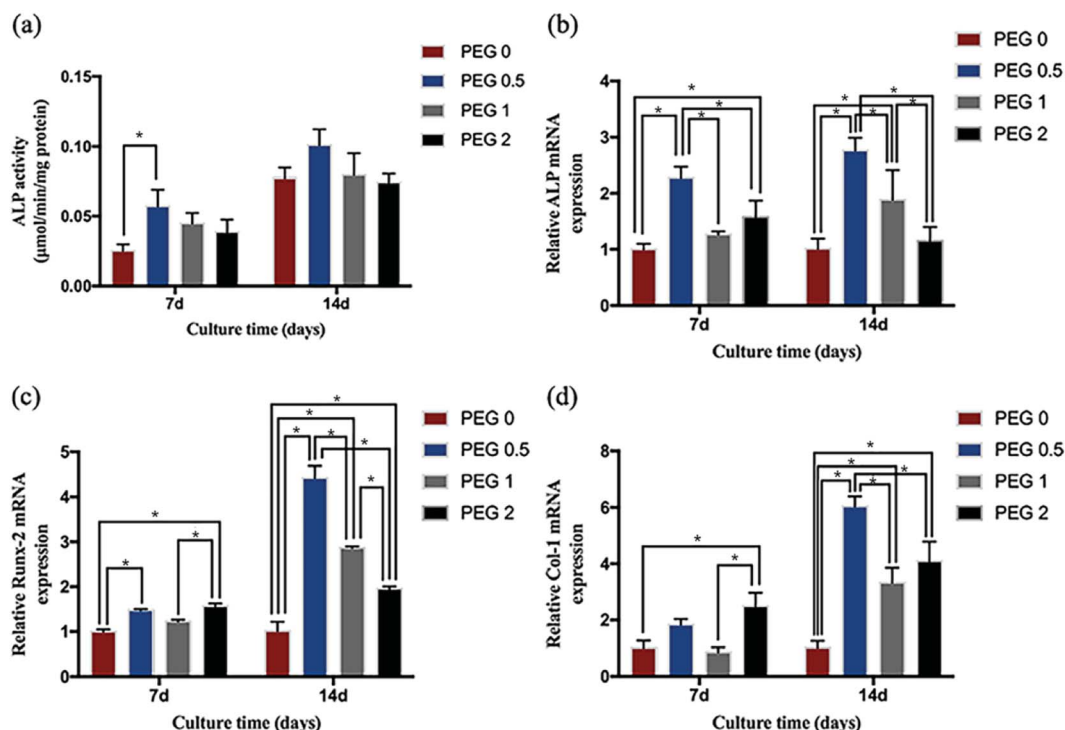 (a)
PEG 0
PEG 0.5
PEG 1
PEG 2
ALP activity
(μmol/min/mg protein)
0.15
0.10
0.05
0.00
*
7d
14d
Culture time (days)
(b)
PEG 0
PEG 0.5
PEG 1
PEG 2
Relative ALP mRNA
expression
4
3
2
1
0
*
* *
*
*
* *
* *
7d
14d
Culture time (days)
(c)
PEG 0
PEG 0.5
PEG 1
PEG 2
Relative Runx-2 mRNA
expression
5
4
3
2
1
0
*
*
*
*
*
* *
*
*
7d
14d
Culture time (days)
(d)
PEG 0
PEG 0.5
PEG 1
PEG 2
Relative Col-1 mRNA
expression
8
6
4
2
0
*
*
*
*
* *
*
7d
14d
Culture time (days)